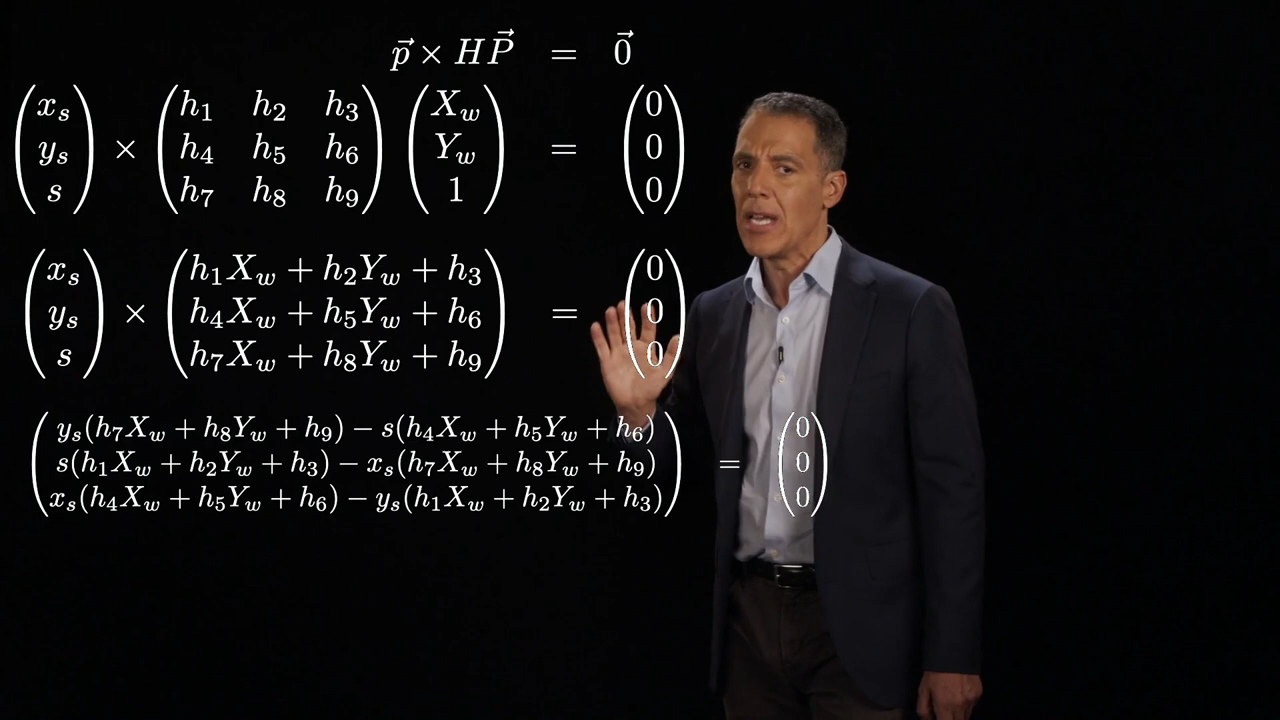 p⃗ × HP⃗ = 0⃗
(x_s y_s s) × (h_1 h_2 h_3 h_4 h_5 h_6 h_7 h_8 h_9) (X_w Y_w 1) = (0 0 0)
(x_s y_s s) × (h_1X_w + h_2Y_w + h_3 h_4X_w + h_5Y_w + h_6 h_7X_w + h_8Y_w + h_9) = (0 0 0)
(y_s(h_7X_w + h_8Y_w + h_9) − s(h_4X_w + h_5Y_w + h_6) s(h_1X_w + h_2Y_w + h_3) − x_s(h_7X_w + h_8Y_w + h_9) x_s(h_4X_w + h_5Y_w + h_6) − y_s(h_1X_w + h_2Y_w + h_3)) = (0 0 0)